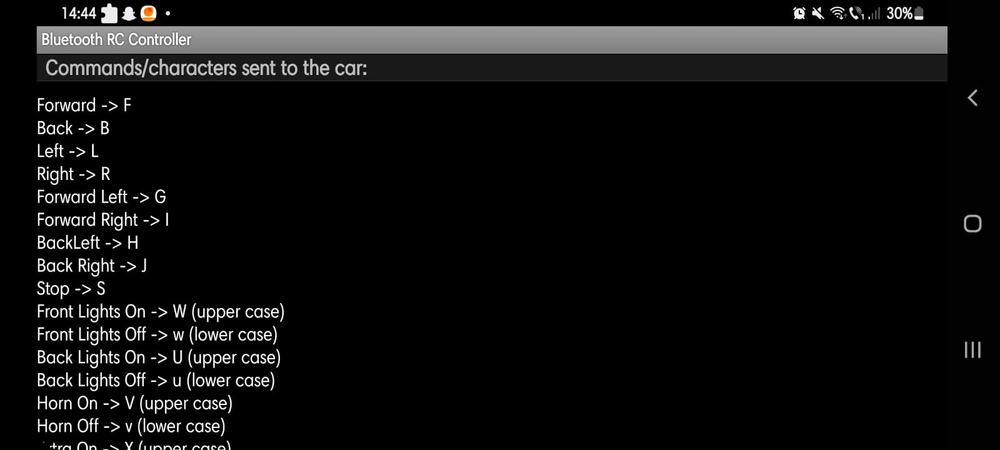 14:44
30%
Bluetooth RC Controller
Commands/characters sent to the car:
Forward -> F
Back -> B
Left -> L
Right -> R
Forward Left -> G
Forward Right -> I
BackLeft -> H
Back Right -> J
Stop -> S
Front Lights On -> W (upper case)
Front Lights Off -> w (lower case)
Back Lights On -> U (upper case)
Back Lights Off -> u (lower case)
Horn On -> V (upper case)
Horn Off -> v (lower case)
On -> X (upper case)